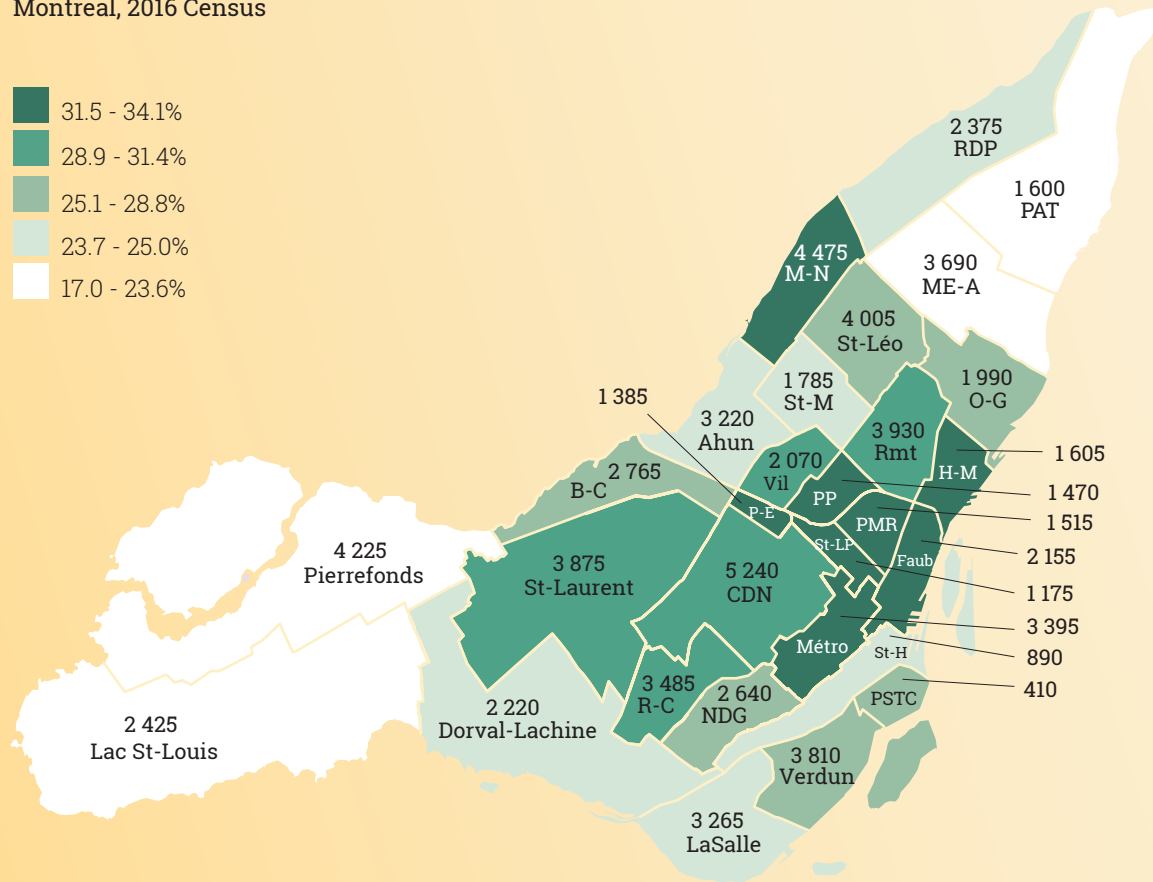 Montreal, 2016 Census
31.5 - 34.1%
28.9 - 31.4%
25.1 - 28.8%
23.7 - 25.0%
17.0 - 23.6%
2 375
RDP
1 600
PAT
4 475
M-N
3 690
ME-A
4 005
St-Léo
1 785
St-M
1 990
O-G
1 385
3 220
Ahun
3 930
Rmt
2 070
Vil
H-M
1 605
B-C 2 765
PP
1 470
P-E
PMR
1 515
4 225
Pierrefonds
3 875
St-Laurent
St-LP
Faub
2 155
5 240
CDN
1 175
Métro
3 395
St-H
890
3 485
R-C
2 640
NDG
PSTC
410
2 220
Dorval-Lachine
2 425
Lac St-Louis
3 810
Verdun
3 265
LaSalle